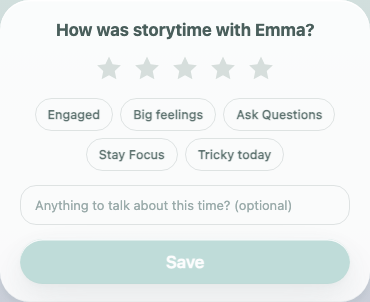 How was storytime with Emma?
Engaged Big feelings Ask Questions
Stay Focus Tricky today
Anything to talk about this time? (optional)
Save